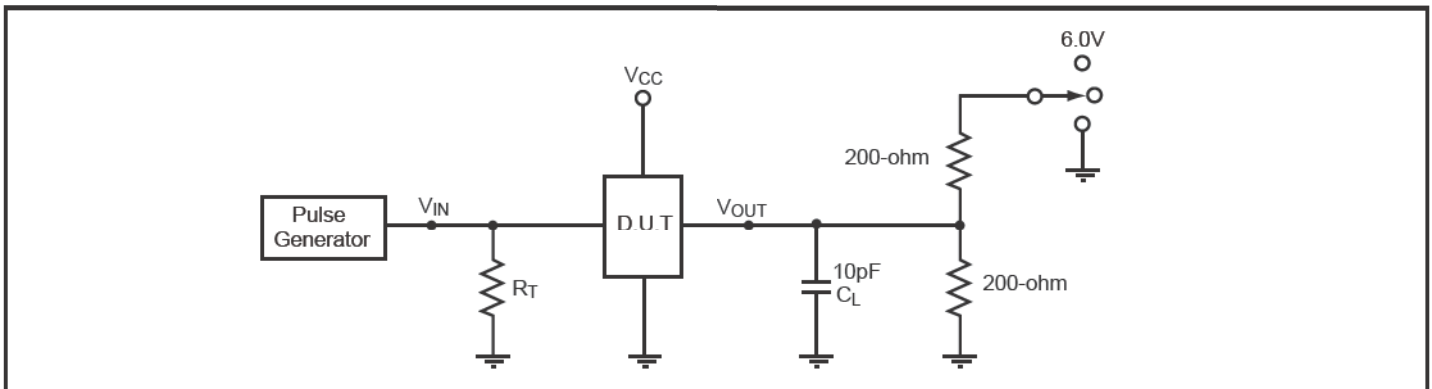 6.0V
VCC
200-ohm
Pulse
Generator
VIN
D.U.T
VOUT
RT
10pF
CL
200-ohm